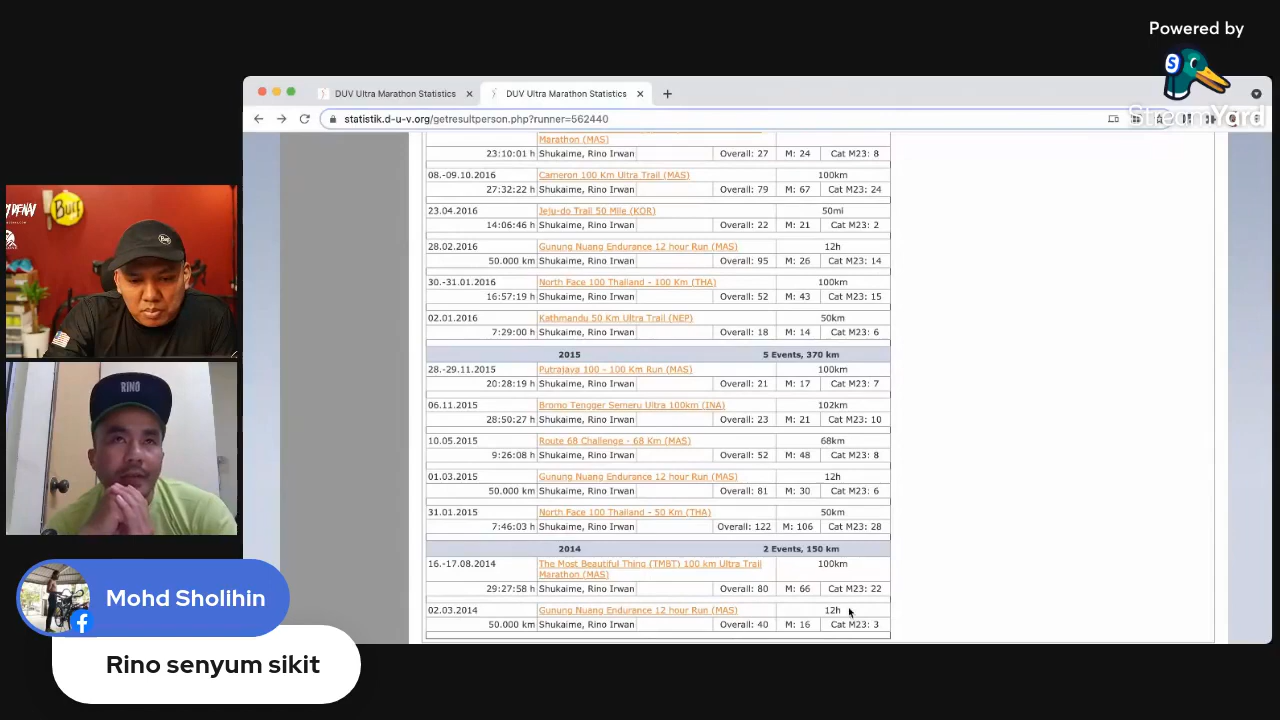 Powered by
StreamYard
DUV Ultra Marathon Statistics
DUV Ultra Marathon Statistics
statistik.d-u-v.org/getresultperson.php?runner=562440
Marathon (MAS)
23:10:01 h Shukaime, Rino Irwan Overall: 27 M: 24 Cat M23: 8
08.-09.10.2016 Cameron 100 Km Ultra Trail (MAS) 100km
27:32:22 h Shukaime, Rino Irwan Overall: 79 M: 67 Cat M23: 24
23.04.2016 Jeju-do Trail 50 Mile (KOR) 50mi
14:06:46 h Shukaime, Rino Irwan Overall: 22 M: 21 Cat M23: 2
28.02.2016 Gunung Nuang Endurance 12 hour Run (MAS) 12h
50.000 km Shukaime, Rino Irwan Overall: 95 M: 26 Cat M23: 14
30.-31.01.2016 North Face 100 Thailand - 100 Km (THA) 100km
16:57:19 h Shukaime, Rino Irwan Overall: 52 M: 43 Cat M23: 15
02.01.2016 Kathmandu 50 Km Ultra Trail (NEP) 50km
7:29:00 h Shukaime, Rino Irwan Overall: 18 M: 14 Cat M23: 6
2015 5 Events, 370 km
28.-29.11.2015 Putrajaya 100 - 100 Km Run (MAS) 100km
20:28:19 h Shukaime, Rino Irwan Overall: 21 M: 17 Cat M23: 7
06.11.2015 Bromo Tengger Semeru Ultra 100km (INA) 102km
28:50:27 h Shukaime, Rino Irwan Overall: 23 M: 21 Cat M23: 10
10.05.2015 Route 68 Challenge - 68 Km (MAS) 68km
9:26:08 h Shukaime, Rino Irwan Overall: 52 M: 48 Cat M23: 8
01.03.2015 Gunung Nuang Endurance 12 hour Run (MAS) 12h
50.000 km Shukaime, Rino Irwan Overall: 81 M: 30 Cat M23: 6
31.01.2015 North Face 100 Thailand - 50 Km (THA) 50km
7:46:03 h Shukaime, Rino Irwan Overall: 122 M: 106 Cat M23: 28
2014 2 Events, 150 km
16.-17.08.2014 The Most Beautiful Thing (TMBT) 100 km Ultra Trail 100km
Marathon (MAS)
29:27:58 h Shukaime, Rino Irwan Overall: 80 M: 66 Cat M23: 22
02.03.2014 Gunung Nuang Endurance 12 hour Run (MAS) 12h
50.000 km Shukaime, Rino Irwan Overall: 40 M: 16 Cat M23: 3
Buff
RINO
Mohd Sholihin
Rino senyum sikit